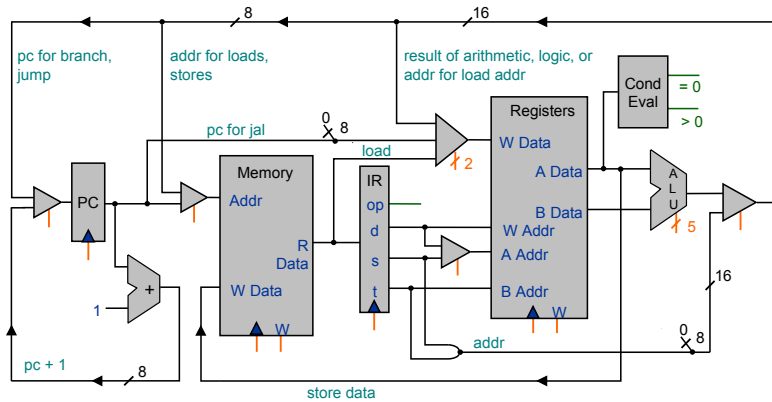 8
16
pc for branch,
jump
addr for loads,
stores
result of arithmetic, logic, or
addr for load addr
Registers
Cond
Eval
= 0
> 0
0
8
pc for jal
load
W Data
2
Memory
IR
A Data
A
L
U
PC
Addr
op
d
B Data
W Addr
5
R
Data
s
A Addr
+
1
W Data
t
B Addr
16
W
W
0
8
addr
pc + 1
8
store data